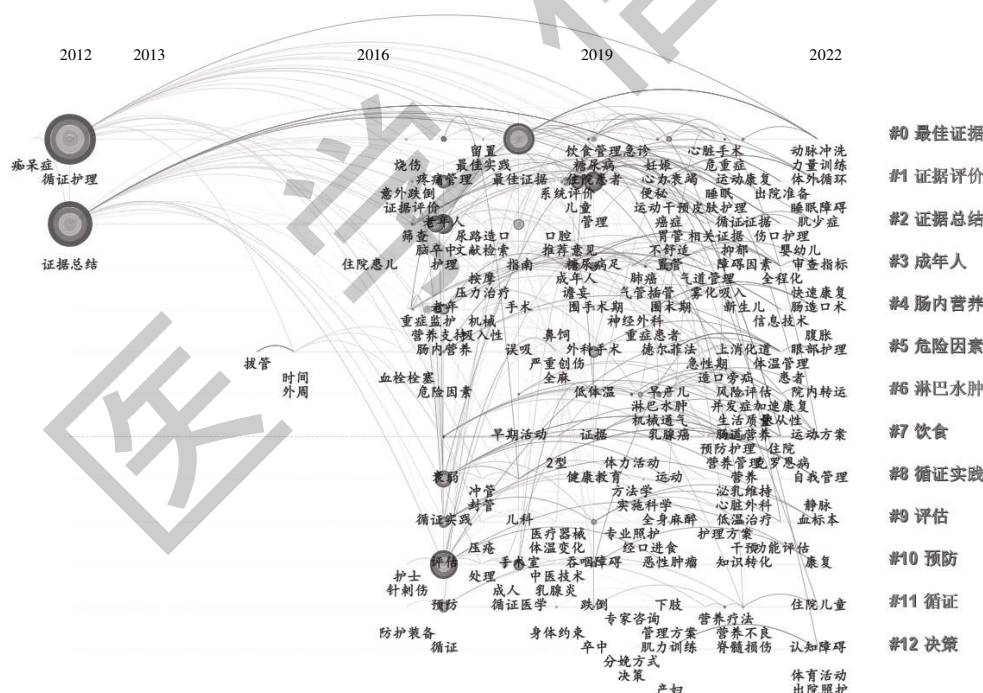 2012 2013 2016 2019 2022
#0 最佳证据
留置 饮食管理 急诊 心脏手术 动脉冲洗
痴呆症 烧伤 最佳实践 糖尿病 妊娠 危重症 力量训练
循证护理 疼痛管理 最佳证据 住院患者 心力衰竭 运动康复 体外循环 #1 证据评价
意外跌倒 系统评价 便秘 睡眠 出院准备
证据评价 儿童 运动干预 皮肤护理 睡眠障碍
老年人 管理 癌症 循证证据 肌少症 #2 证据总结
筛查 尿路造口 口腔 胃管 相关证据 伤口护理
脑卒中 文献检索 推荐意见 不舒适 抑郁 婴幼儿
证据总结 住院患儿 护理 指南 糖尿病足 置管 障碍因素 审查指标 #3 成年人
按摩 成年人 肺癌 气道管理 全程化
压力治疗 谵妄 气管插管 雾化吸入 快速康复
老年 手术 围手术期 围术期 新生儿 肠造口术 #4 肠内营养
重症监护 机械 神经外科 信息技术
营养支持 吸入性 鼻饲 重症患者 腹胀
肠内营养 误吸 外科手术 德尔菲法 上消化道 眼部护理 #5 危险因素
拔管 严重创伤 急性期 体温管理
时间 血栓栓塞 全麻 造口旁疝 患者
外周 危险因素 低体温 早产儿 风险评估 院内转运 #6 淋巴水肿
淋巴水肿 并发症 加速康复
机械通气 生活质量 依从性
早期活动 证据 乳腺癌 肠道营养 运动方案 #7 饮食
预防护理 住院
2型 体力活动 营养管理 克罗恩病
衰弱 健康教育 运动 营养 自我管理 #8 循证实践
冲管 方法学 泌乳维持
封管 实施科学 心脏外科 静脉
循证实践 儿科 全身麻醉 低温治疗 血标本 #9 评估
医疗器械 专业照护 护理方案
压疮 体温变化 经口进食 干预 功能评估
评估 手术室 吞咽障碍 恶性肿瘤 知识转化 康复 #10 预防
护士 处理 中医技术
针刺伤 成人 乳腺炎
预防 循证医学 跌倒 下肢 住院儿童 #11 循证
专家咨询 营养疗法
防护装备 身体约束 管理方案 营养不良
循证 卒中 肌力训练 脊髓损伤 认知障碍 #12 决策
分娩方式
决策 体育活动
产妇 出院照护
医学